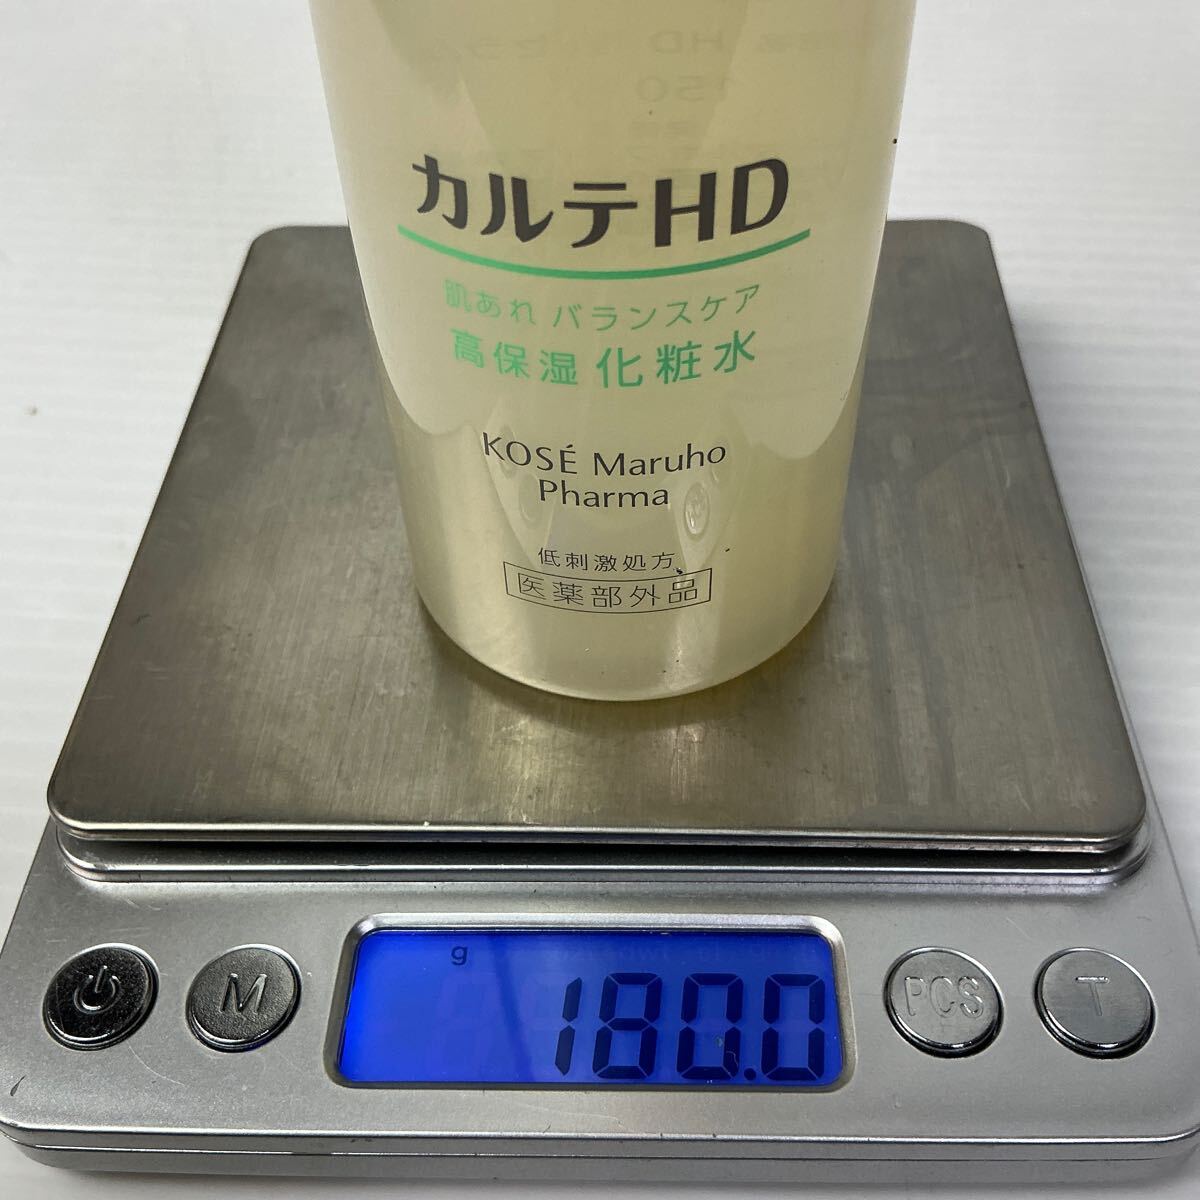 カルテHD
肌あれ バランスケア
高保湿 化粧水
KOSÉ Maruho
Pharma
低刺激処方
医薬部外品
g
180.0
M
PCS
T